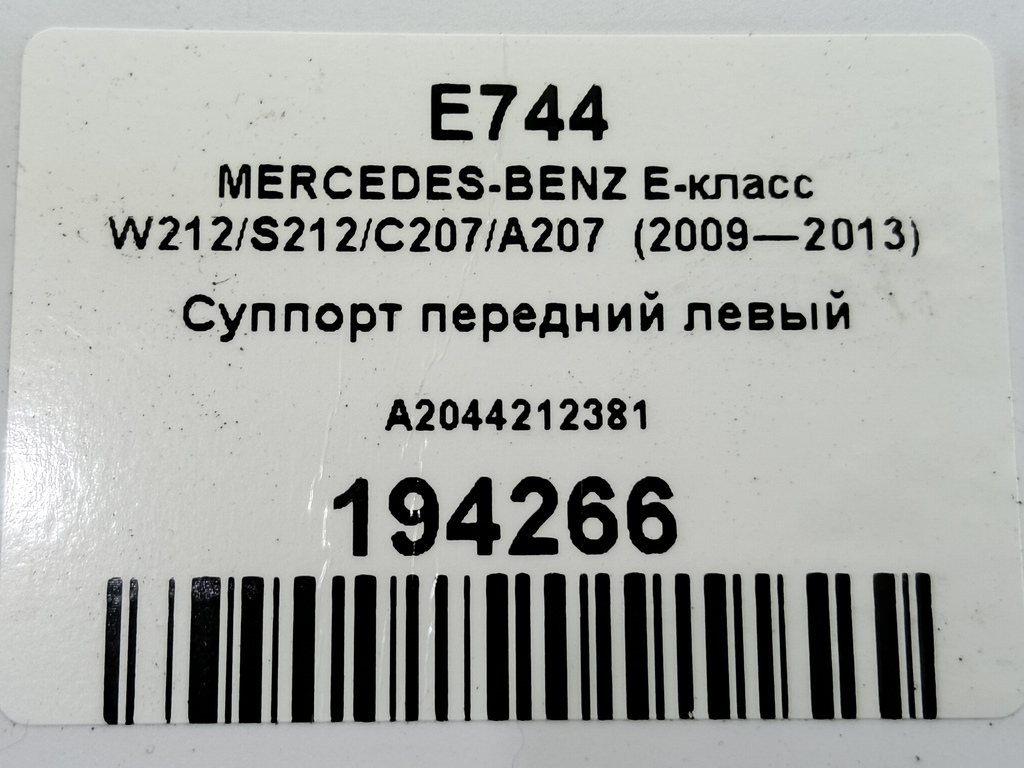 E744
MERCEDES-BENZ E-класс
W212/S212/C207/A207 (2009—2013)
Суппорт передний левый
A2044212381
194266